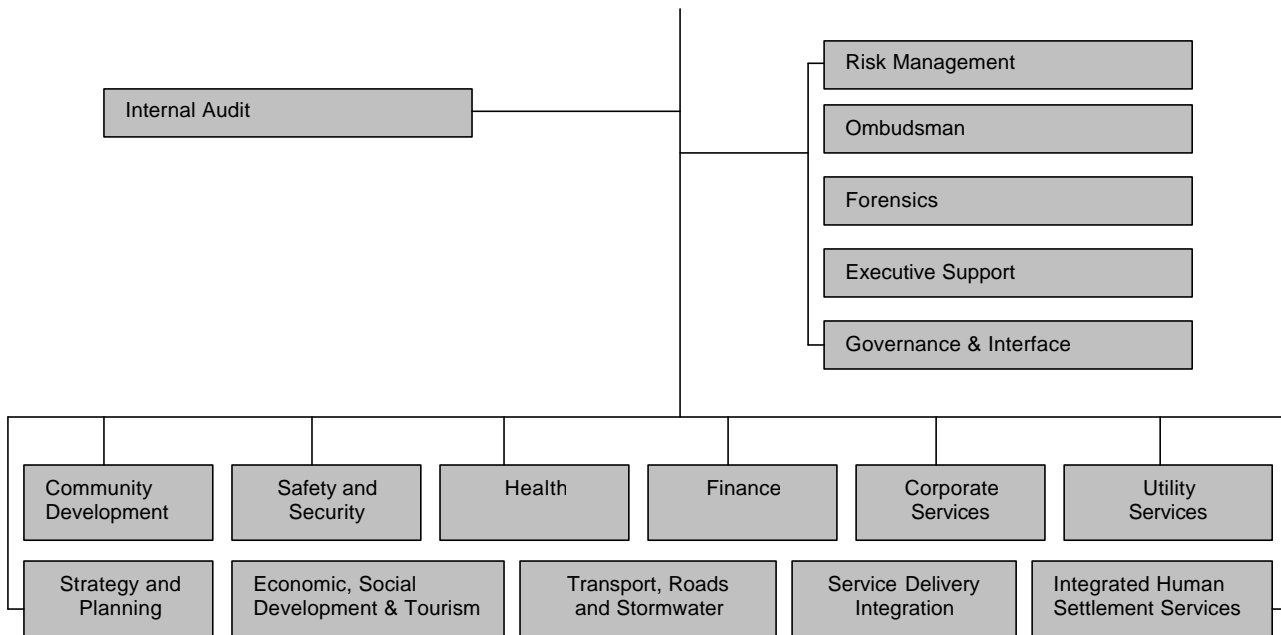 Risk Management
Internal Audit
Ombudsman
Forensics
Executive Support
Governance & Interface
Community
Development
Safety and
Security
Health
Finance
Corporate
Services
Utility
Services
Strategy and
Planning
Economic, Social
Development & Tourism
Transport, Roads
and Stormwater
Service Delivery
Integration
Integrated Human
Settlement Services